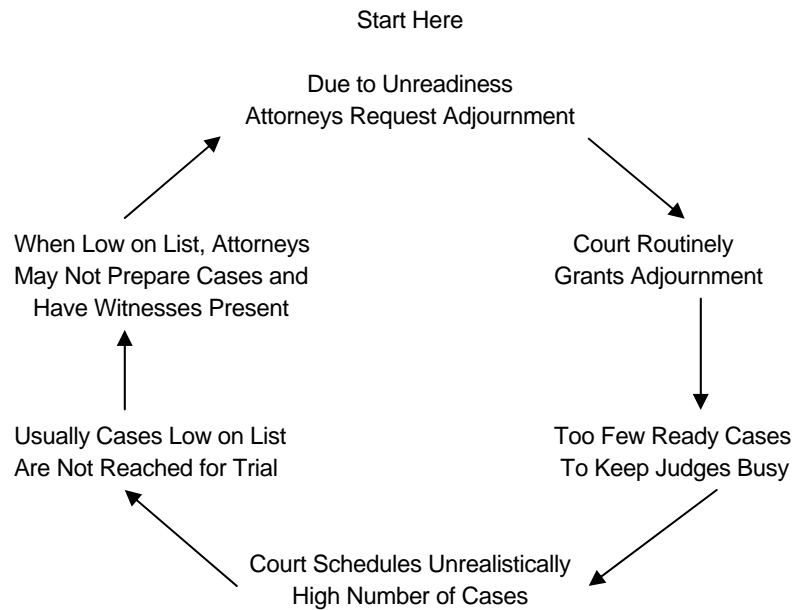 Start Here
Due to Unreadiness
Attorneys Request Adjournment
Court Routinely
Grants Adjournment
Too Few Ready Cases
To Keep Judges Busy
Court Schedules Unrealistically
High Number of Cases
Usually Cases Low on List
Are Not Reached for Trial
When Low on List, Attorneys
May Not Prepare Cases and
Have Witnesses Present